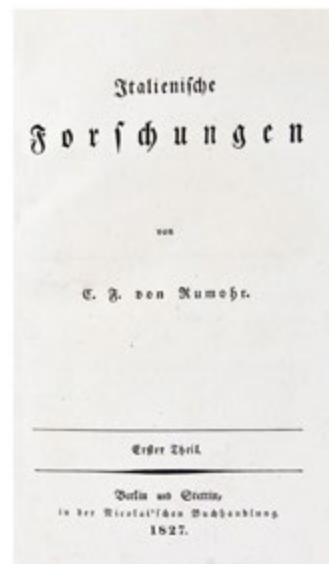 Italienische
Forschungen
von
C. F. von Rumohr.
Erster Theil.
Berlin und Stettin,
in der Nicolai'schen Buchhandlung
1827.